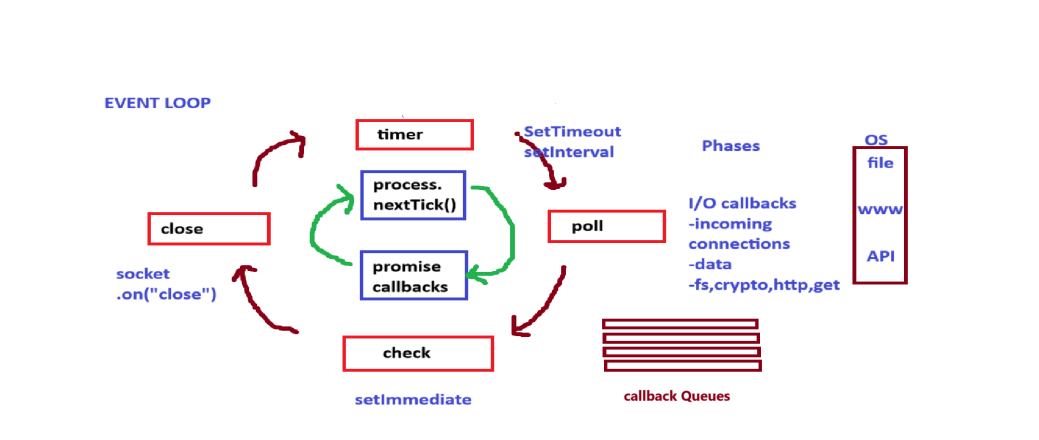 EVENT LOOP
timer
SetTimeout
setInterval
Phases
OS
file
www
API
process.
nextTick()
close
poll
I/O callbacks
-incoming
connections
-data
-fs,crypto,http,get
socket
.on("close")
promise
callbacks
check
setImmediate
callback Queues